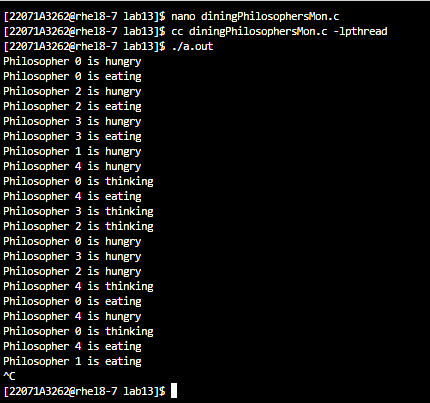 [22071A3262@rhel8-7 lab13]$ nano diningPhilosophersMon.c
[22071A3262@rhel8-7 lab13]$ cc diningPhilosophersMon.c -lpthread
[22071A3262@rhel8-7 lab13]$ ./a.out
Philosopher 0 is hungry
Philosopher 0 is eating
Philosopher 2 is hungry
Philosopher 2 is eating
Philosopher 3 is hungry
Philosopher 3 is eating
Philosopher 1 is hungry
Philosopher 4 is hungry
Philosopher 0 is thinking
Philosopher 4 is eating
Philosopher 3 is thinking
Philosopher 2 is thinking
Philosopher 0 is hungry
Philosopher 3 is hungry
Philosopher 2 is hungry
Philosopher 4 is thinking
Philosopher 0 is eating
Philosopher 4 is hungry
Philosopher 0 is thinking
Philosopher 4 is eating
Philosopher 1 is eating
^C
[22071A3262@rhel8-7 lab13]$